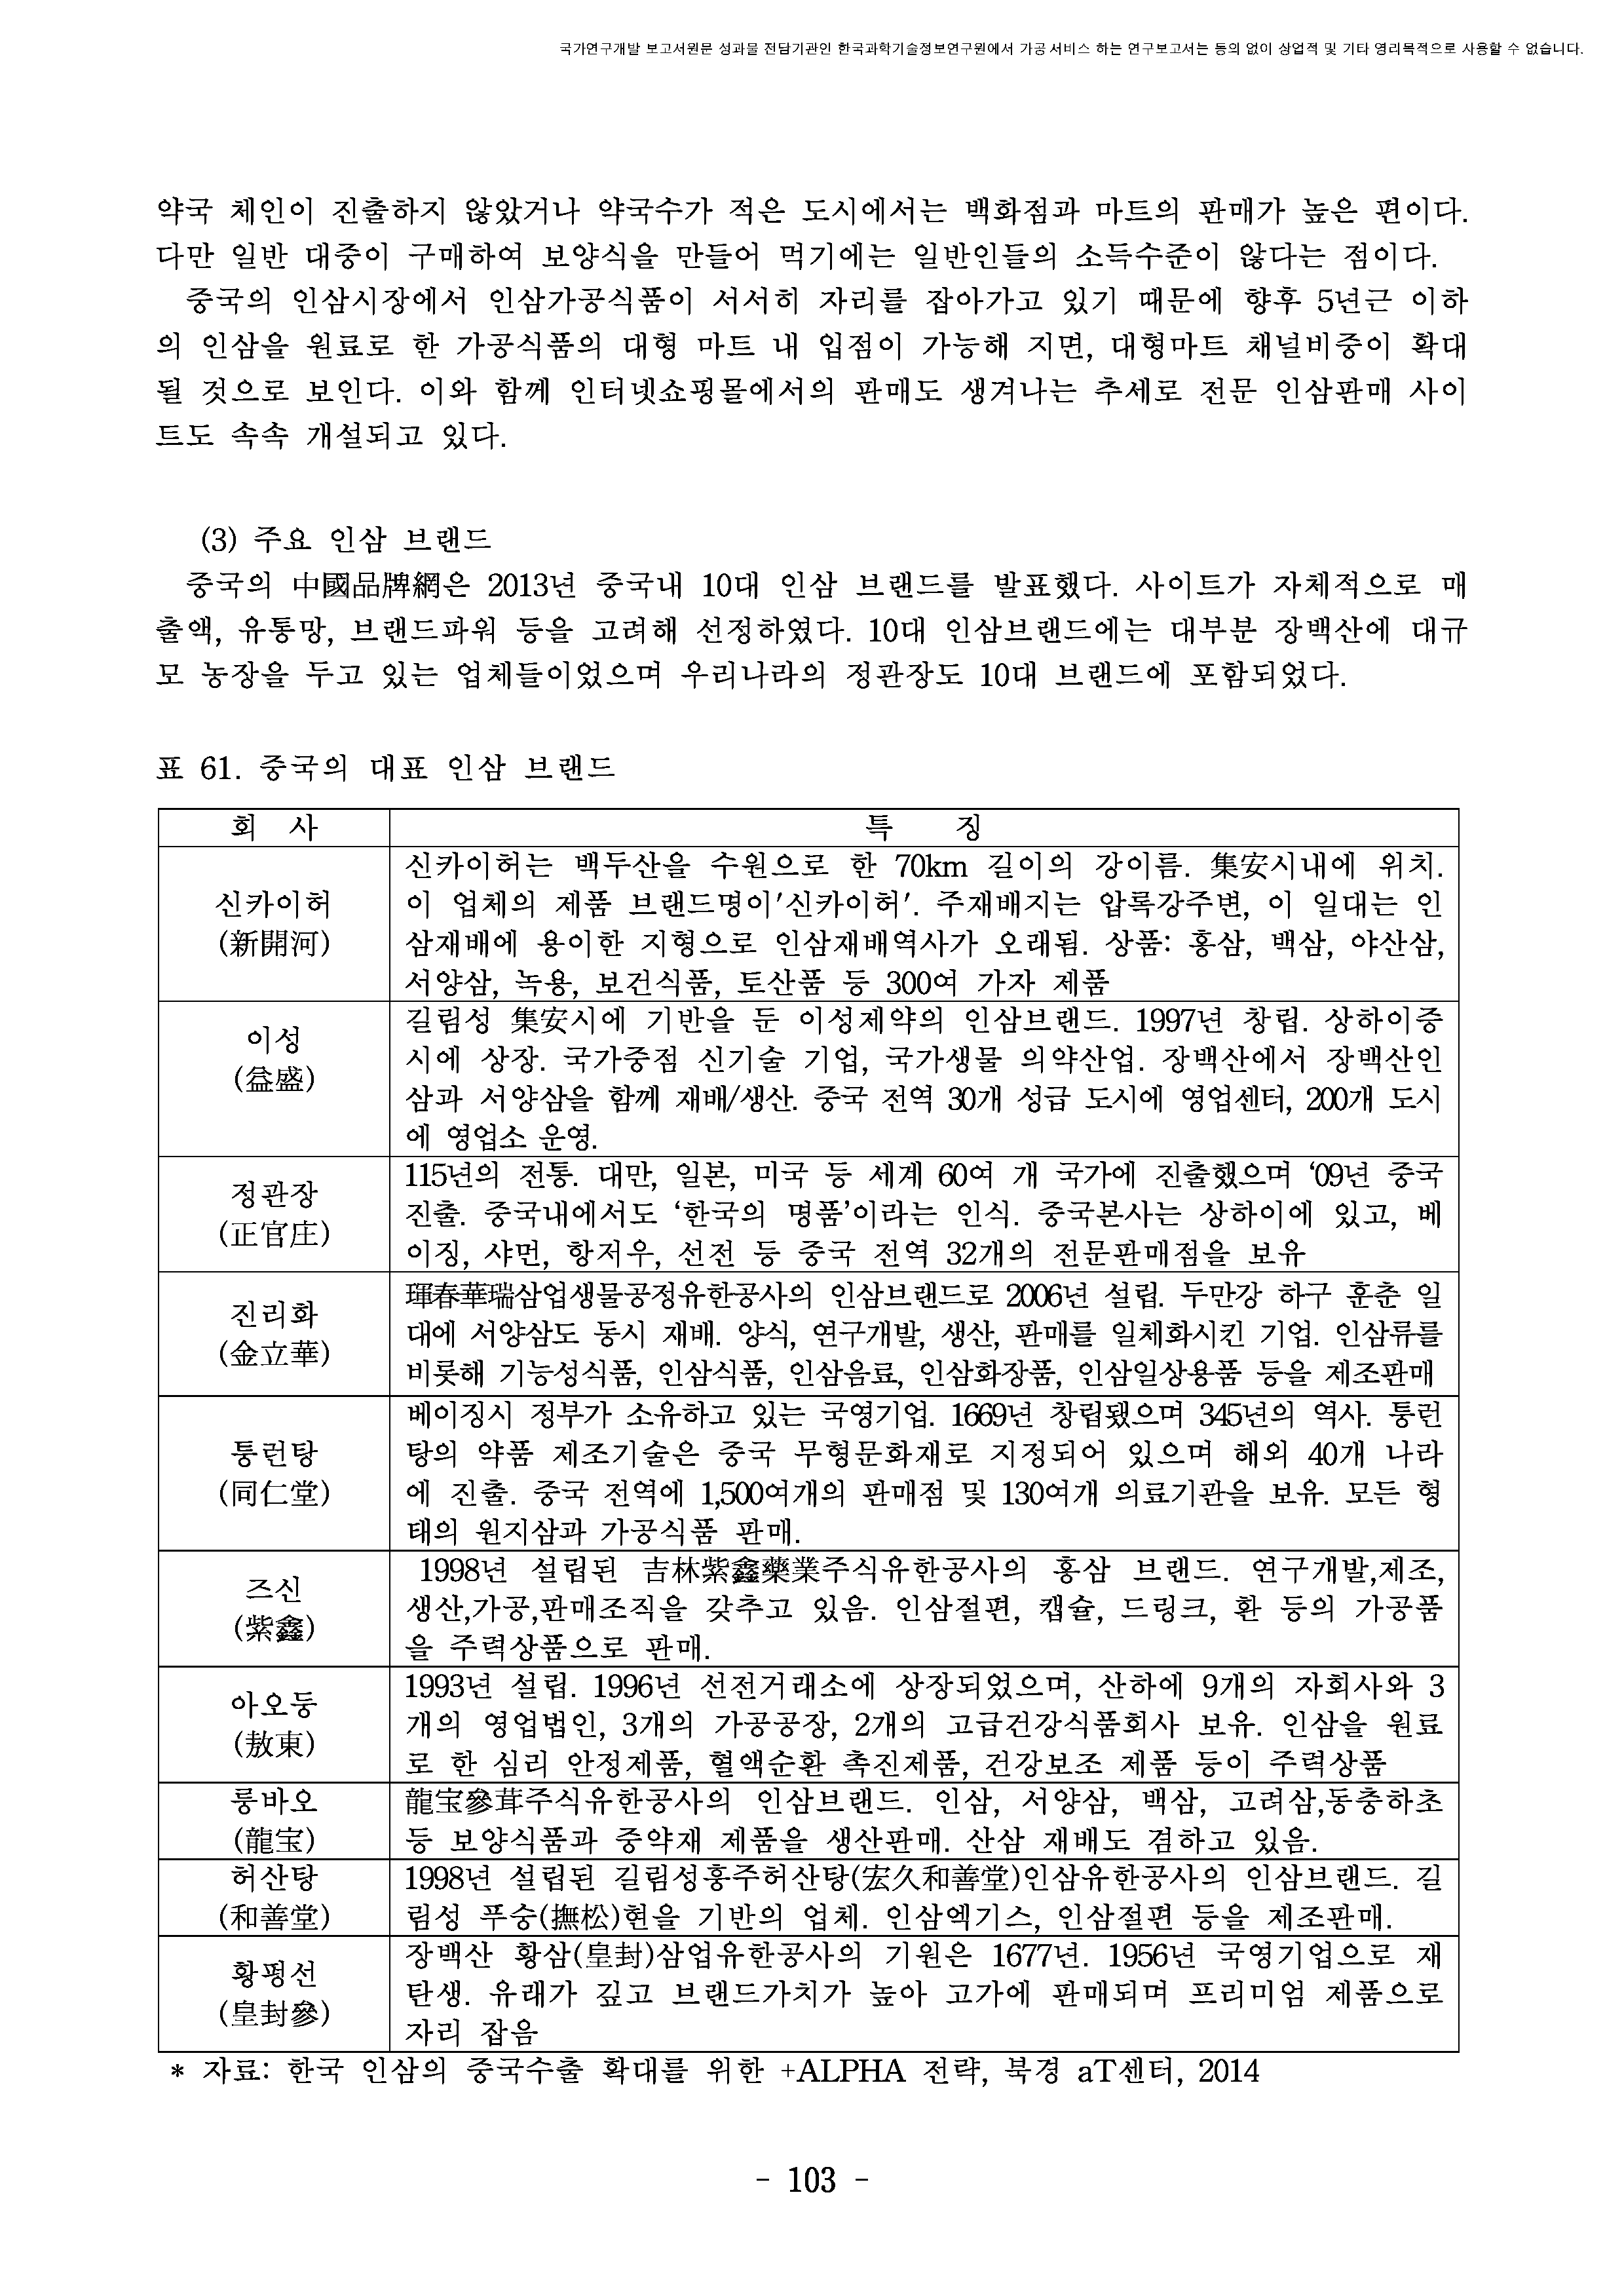 국가연구개발 보고서원문 성과물 전담기관인 한국과학기술정보연구원에서 가공·서비스 하는 연구보고서는 동의 없이 상업적 및 기타 영리목적으로 사용할 수 없습니다.
약국 체인이 진출하지 않았거나 약국수가 적은 도시에서는 백화점과 마트의 판매가 높은 편이다.
다만 일반 대중이 구매하여 보양식을 만들어 먹기에는 일반인들의 소득수준이 않다는 점이다.
중국의 인삼시장에서 인삼가공식품이 서서히 자리를 잡아가고 있기 때문에 향후 5년근 이하
의 인삼을 원료로 한 가공식품의 대형 마트 내 입점이 가능해 지면, 대형마트 채널비중이 확대
될 것으로 보인다. 이와 함께 인터넷쇼핑몰에서의 판매도 생겨나는 추세로 전문 인삼판매 사이
트도 속속 개설되고 있다.
(3) 주요 인삼 브랜드
중국의 中國品牌網은 2013년 중국내 10대 인삼 브랜드를 발표했다. 사이트가 자체적으로 매
출액, 유통망, 브랜드파워 등을 고려해 선정하였다. 10대 인삼브랜드에는 대부분 장백산에 대규
모 농장을 두고 있는 업체들이었으며 우리나라의 정관장도 10대 브랜드에 포함되었다.
표 61. 중국의 대표 인삼 브랜드
회 사
특 징
신카이허
(新開河)
신카이허는 백두산을 수원으로 한 70km 길이의 강이름. 集安시내에 위치.
이 업체의 제품 브랜드명이'신카이허'. 주재배지는 압록강주변, 이 일대는 인
삼재배에 용이한 지형으로 인삼재배역사가 오래됨. 상품: 홍삼, 백삼, 야산삼,
서양삼, 녹용, 보건식품, 토산품 등 300여 가자 제품
이성
(益盛)
길림성 集安시에 기반을 둔 이성제약의 인삼브랜드. 1997년 창립. 상하이증
시에 상장. 국가중점 신기술 기업, 국가생물 의약산업. 장백산에서 장백산인
삼과 서양삼을 함께 재배/생산. 중국 전역 30개 성급 도시에 영업센터, 200개 도시
에 영업소 운영.
정관장
(正官庄)
115년의 전통. 대만, 일본, 미국 등 세계 60여 개 국가에 진출했으며 '09년 중국
진출. 중국내에서도 '한국의 명품'이라는 인식. 중국본사는 상하이에 있고, 베
이징, 샤먼, 항저우, 선전 등 중국 전역 32개의 전문판매점을 보유
진리화
(金立華)
琿春華瑞삼업생물공정유한공사의 인삼브랜드로 2006년 설립. 두만강 하구 훈춘 일
대에 서양삼도 동시 재배. 양식, 연구개발, 생산, 판매를 일체화시킨 기업. 인삼류를
비롯해 기능성식품, 인삼식품, 인삼음료, 인삼화장품, 인삼일상용품 등을 제조판매
퉁런탕
(同仁堂)
베이징시 정부가 소유하고 있는 국영기업. 1669년 창립됐으며 345년의 역사. 퉁런
탕의 약품 제조기술은 중국 무형문화재로 지정되어 있으며 해외 40개 나라
에 진출. 중국 전역에 1,500여개의 판매점 및 130여개 의료기관을 보유. 모든 형
태의 원지삼과 가공식품 판매.
즈신
(紫鑫)
1998년 설립된 吉林紫鑫藥業주식유한공사의 홍삼 브랜드. 연구개발,제조,
생산,가공,판매조직을 갖추고 있음. 인삼절편, 캡슐, 드링크, 환 등의 가공품
을 주력상품으로 판매.
아오둥
(敖東)
1993년 설립. 1996년 선전거래소에 상장되었으며, 산하에 9개의 자회사와 3
개의 영업법인, 3개의 가공공장, 2개의 고급건강식품회사 보유. 인삼을 원료
로 한 심리 안정제품, 혈액순환 촉진제품, 건강보조 제품 등이 주력상품
룽바오
(龍宝)
龍宝參茸주식유한공사의 인삼브랜드. 인삼, 서양삼, 백삼, 고려삼,동충하초
등 보양식품과 중약재 제품을 생산판매. 산삼 재배도 겸하고 있음.
허산탕
(和善堂)
1998년 설립된 길림성홍주허산탕(宏久和善堂)인삼유한공사의 인삼브랜드. 길
림성 푸숭(撫松)현을 기반의 업체. 인삼엑기스, 인삼절편 등을 제조판매.
황펑선
(皇封參)
장백산 황삼(皇封)삼업유한공사의 기원은 1677년. 1956년 국영기업으로 재
탄생. 유래가 깊고 브랜드가치가 높아 고가에 판매되며 프리미엄 제품으로
자리 잡음
* 자료: 한국 인삼의 중국수출 확대를 위한 +ALPHA 전략, 북경 aT센터, 2014
- 103 -